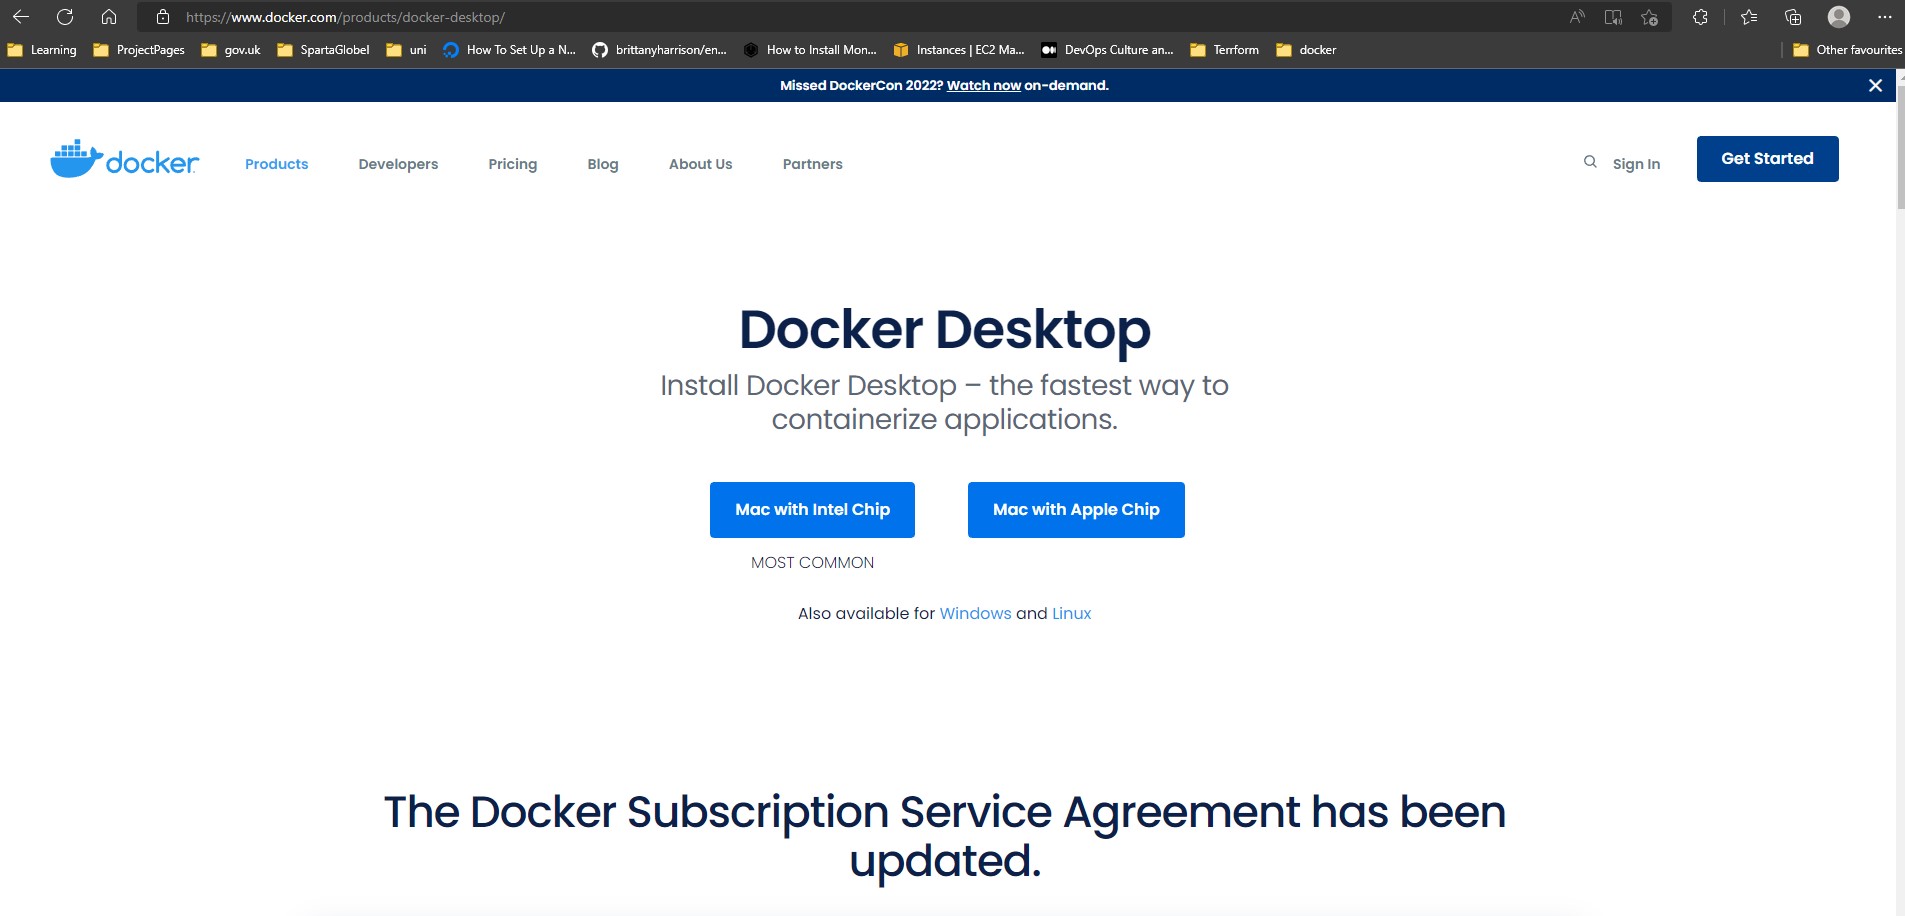 https://www.docker.com/products/docker-desktop/
Learning ProjectPages gov.uk SpartaGlobel uni How To Set Up a N... brittanyharrison/en... How to Install Mon... Instances | EC2 Ma... DevOps Culture an... Terrform docker Other favourites
Missed DockerCon 2022? Watch now on-demand.
docker Products Developers Pricing Blog About Us Partners Sign In Get Started
Docker Desktop
Install Docker Desktop – the fastest way to
containerize applications.
Mac with Intel Chip Mac with Apple Chip
MOST COMMON
Also available for Windows and Linux
The Docker Subscription Service Agreement has been
updated.